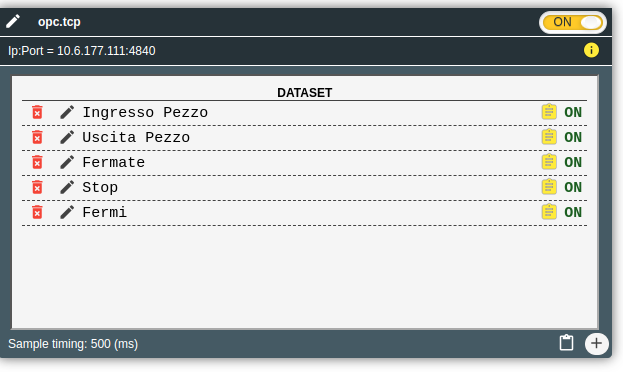 opc.tcp ON
Ip:Port = 10.6.177.111:4840
DATASET
Ingresso Pezzo ON
Uscita Pezzo ON
Fermate ON
Stop ON
Fermi ON
Sample timing: 500 (ms)